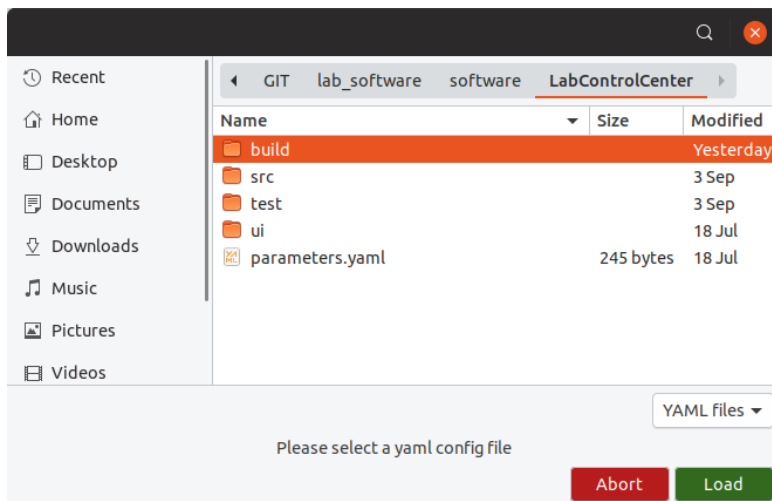 Recent
Home
Desktop
Documents
Downloads
Music
Pictures
Videos
GIT lab_software software LabControlCenter
Name Size Modified
build Yesterday
src 3 Sep
test 3 Sep
ui 18 Jul
parameters.yaml 245 bytes 18 Jul
YAML files
Please select a yaml config file
Abort Load